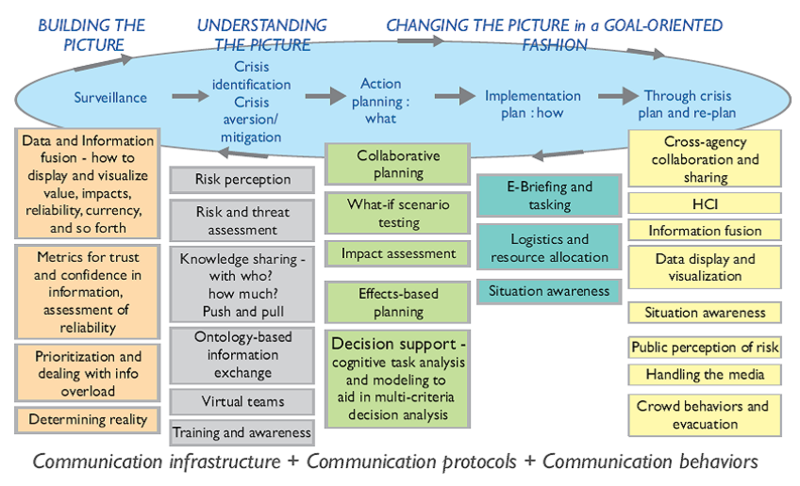 BUILDING THE
PICTURE
UNDERSTANDING
THE PICTURE
CHANGING THE PICTURE in a GOAL-ORIENTED
FASHION
Surveillance
Crisis
identification
Crisis
aversion/
mitigation
Action
planning :
what
Implementation
plan : how
Through crisis
plan and re-plan
Data and Information
fusion - how to
display and visualize
value, impacts,
reliability, currency,
and so forth
Metrics for trust
and confidence in
information,
assessment of
reliability
Prioritization and
dealing with info
overload
Determining reality
Risk perception
Risk and threat
assessment
Knowledge sharing -
with who?
how much?
Push and pull
Ontology-based
information
exchange
Virtual teams
Training and awareness
Collaborative
planning
What-if scenario
testing
Impact assessment
Effects-based
planning
Decision support -
cognitive task analysis
and modeling to
aid in multi-criteria
decision analysis
E-Briefing and
tasking
Logistics and
resource allocation
Situation awareness
Cross-agency
collaboration and
sharing
HCI
Information fusion
Data display and
visualization
Situation awareness
Public perception of risk
Handling the media
Crowd behaviors and
evacuation
Communication infrastructure + Communication protocols + Communication behaviors